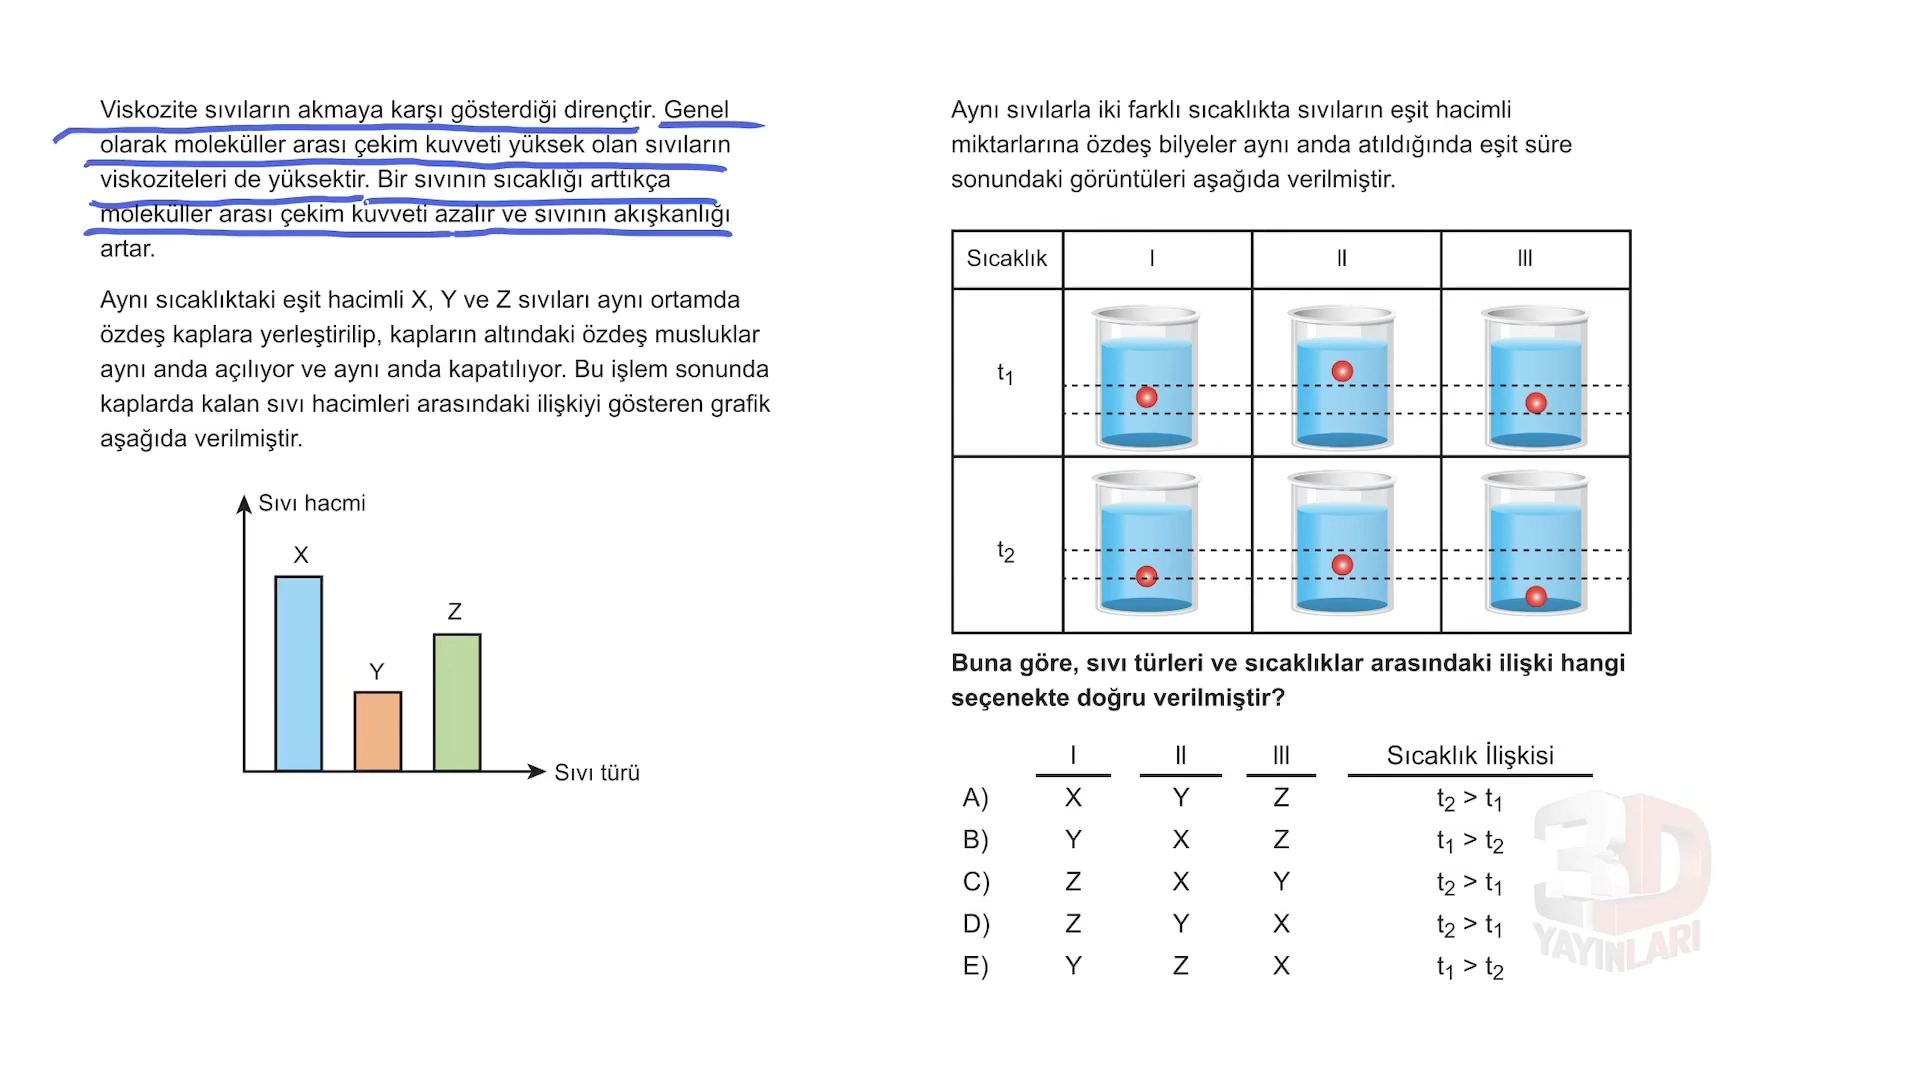 Viskozite sıvıların akmaya karşı gösterdiği dirençtir. Genel
olarak moleküller arası çekim kuvveti yüksek olan sıvıların
viskoziteleri de yüksektir. Bir sıvının sıcaklığı arttıkça
moleküller arası çekim kuvveti azalır ve sıvının akışkanlığı
artar.
Aynı sıcaklıktaki eşit hacimli X, Y ve Z sıvıları aynı ortamda
özdeş kaplara yerleştirilip, kapların altındaki özdeş musluklar
aynı anda açılıyor ve aynı anda kapatılıyor. Bu işlem sonunda
kaplarda kalan sıvı hacimleri arasındaki ilişkiyi gösteren grafik
aşağıda verilmiştir.
Sıvı hacmi
X
Z
Y
Sıvı türü
Aynı sıvılarla iki farklı sıcaklıkta sıvıların eşit hacimli
miktarlarına özdeş bilyeler aynı anda atıldığında eşit süre
sonundaki görüntüleri aşağıda verilmiştir.
Sıcaklık I II III
t1
t2
Buna göre, sıvı türleri ve sıcaklıklar arasındaki ilişki hangi
seçenekte doğru verilmiştir?
I II III Sıcaklık İlişkisi
A) X Y Z t2 > t1
B) Y X Z t1 > t2
C) Z X Y t2 > t1
D) Z Y X t2 > t1
E) Y Z X t1 > t2
3D
YAYINLARI